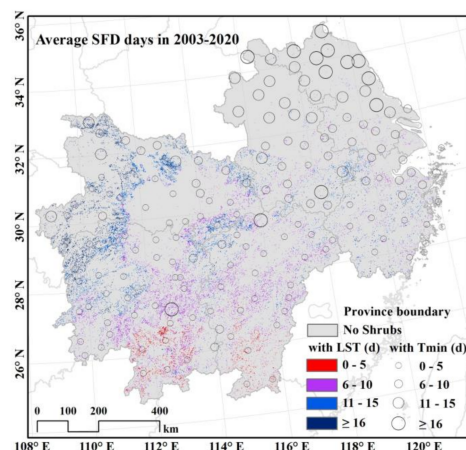 Average SFD days in 2003-2020
36° N
34° N
32° N
30° N
28° N
26° N
Province boundary
No Shrubs
with LST (d) with Tmin (d)
0 - 5 0 - 5
6 - 10 6 - 10
11 - 15 11 - 15
≥ 16 ≥ 16
0 100 200 400
km
108° E 110° E 112° E 114° E 115° E 116° E 117° E 120° E